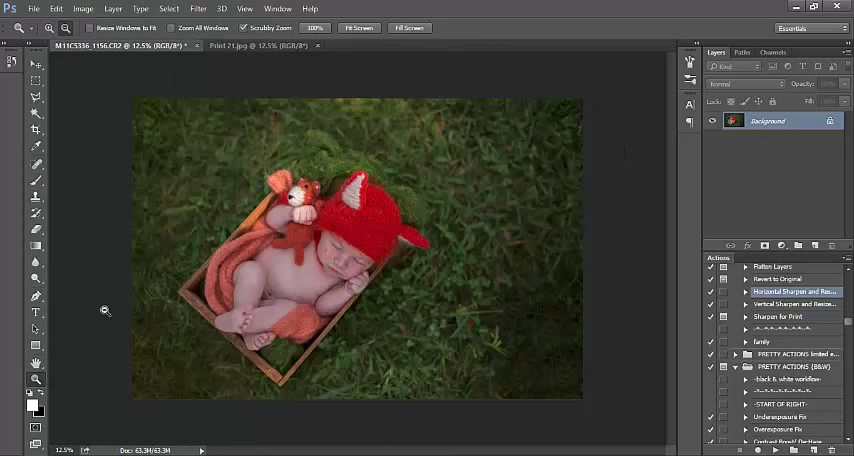 Ps File Edit Image Layer Type Select Filter 3D View Window Help
Resize Windows to Fit Zoom All Windows Scrubby Zoom 100% Fit Screen Fill Screen Essentials
M11C5336_1156.CR2 @ 12.5% (RGB/8*) * × Print 21.jpg @ 12.5% (RGB/8*) ×
Layers Paths Channels
Kind
Normal Opacity:
Lock: Fill:
Background
Actions
Flatten Layers
Revert to Original
Horizontal Sharpen and Res...
Vertical Sharpen and Resize...
Sharpen for Print
family
PRETTY ACTIONS limited e...
PRETTY ACTIONS {B&W}
-black & white workflow-
-START OF RIGHT-
Underexposure Fix
Overexposure Fix
Contrast Boost/ DeHaze
12.5% Doc: 63.3M/63.3M